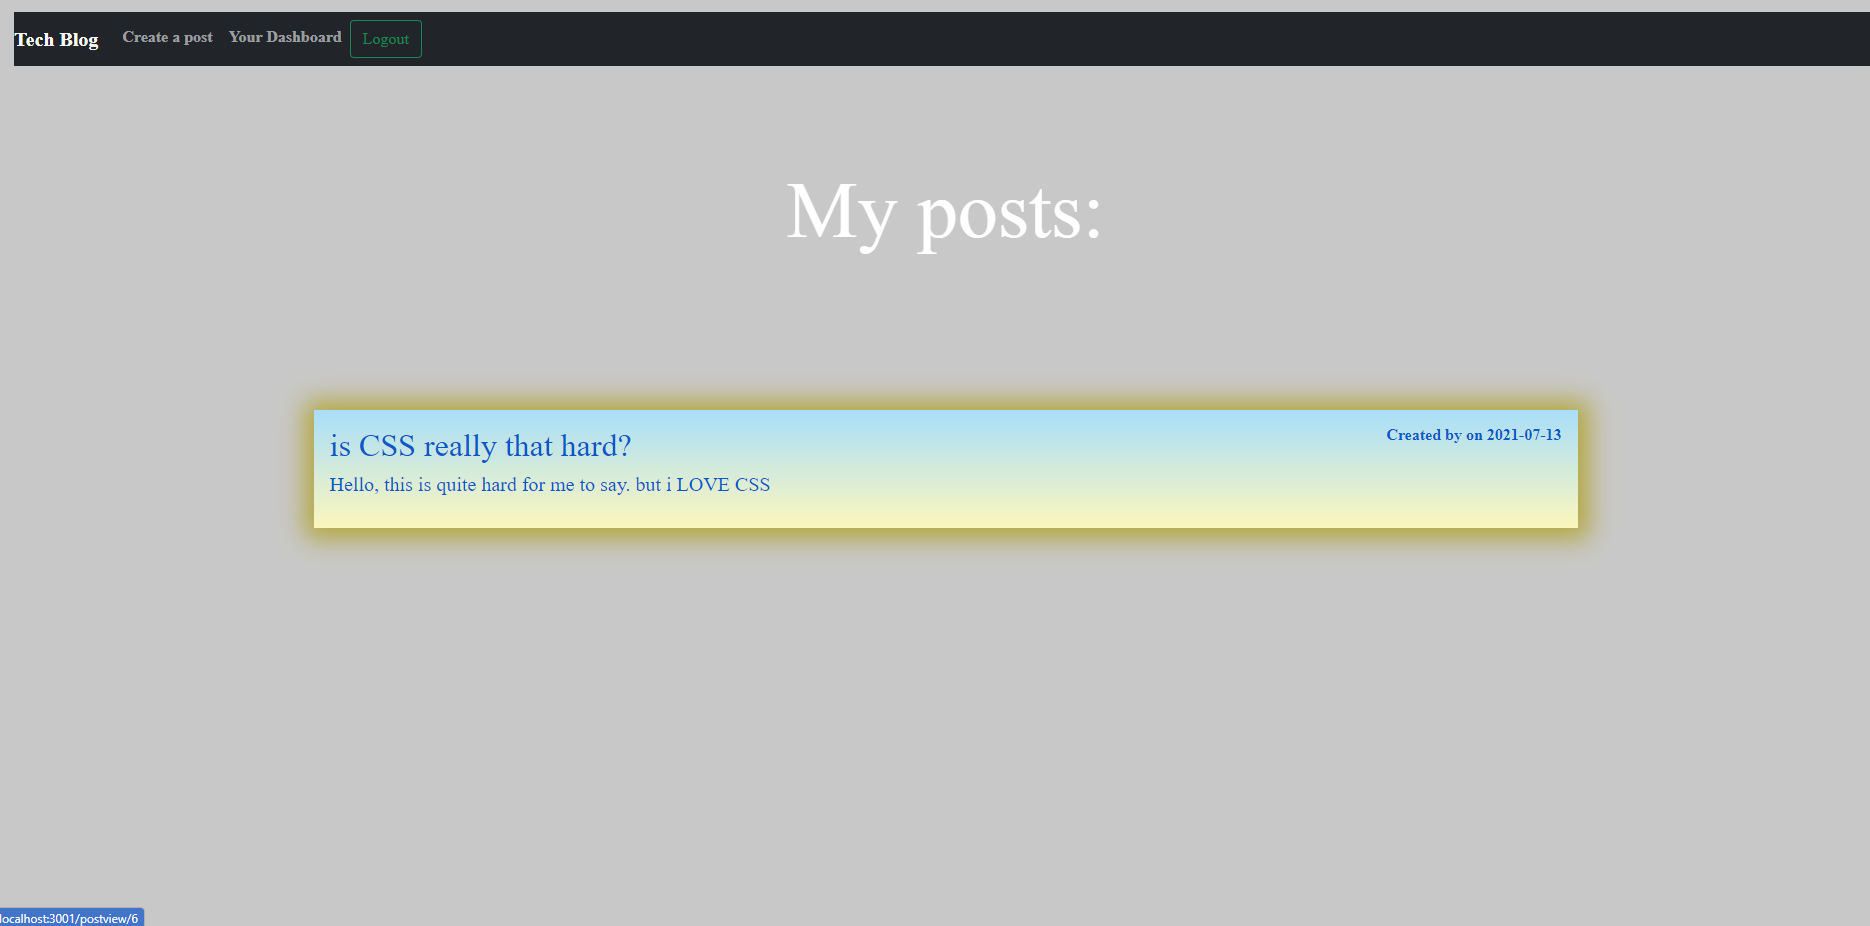 Tech Blog Create a post Your Dashboard Logout
My posts:
is CSS really that hard? Created by on 2021-07-13
Hello, this is quite hard for me to say. but i LOVE CSS
localhost:3001/postview/6